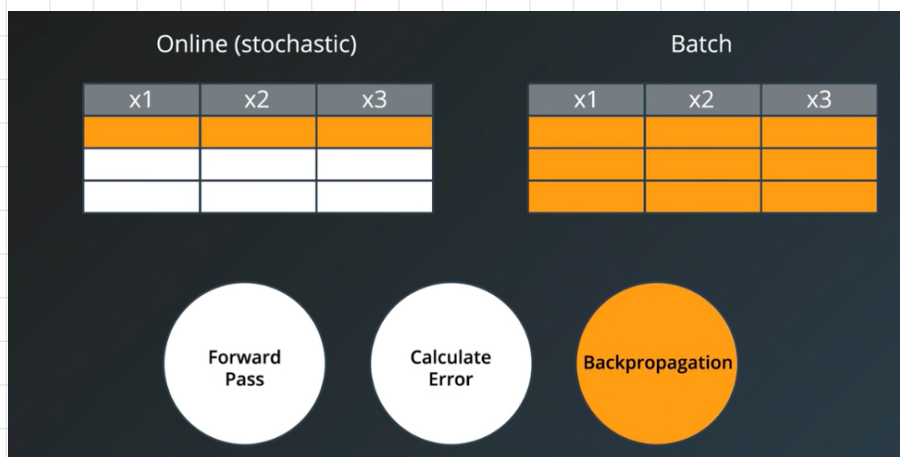 Online (stochastic)
Batch
x1 x2 x3
x1 x2 x3
Forward
Pass
Calculate
Error
Backpropagation